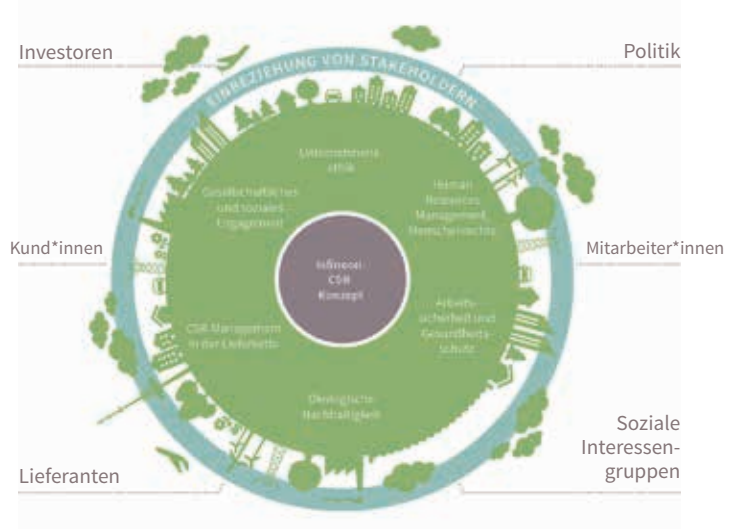 Investoren
Politik
EINBEZIEHUNG VON STAKEHOLDERN
Unternehmens
ethik
Gesellschaftliches
und soziales
Engagement
Human
Resources
Management,
Menschenrechte
Kund*innen
Mitarbeiter*innen
Infineon
CSR
Konzept
CSR-Management
in der Lieferkette
Arbeits-
sicherheit und
Gesundheits-
schutz
Ökologische
Nachhaltigkeit
Lieferanten
Soziale
Interessen-
gruppen